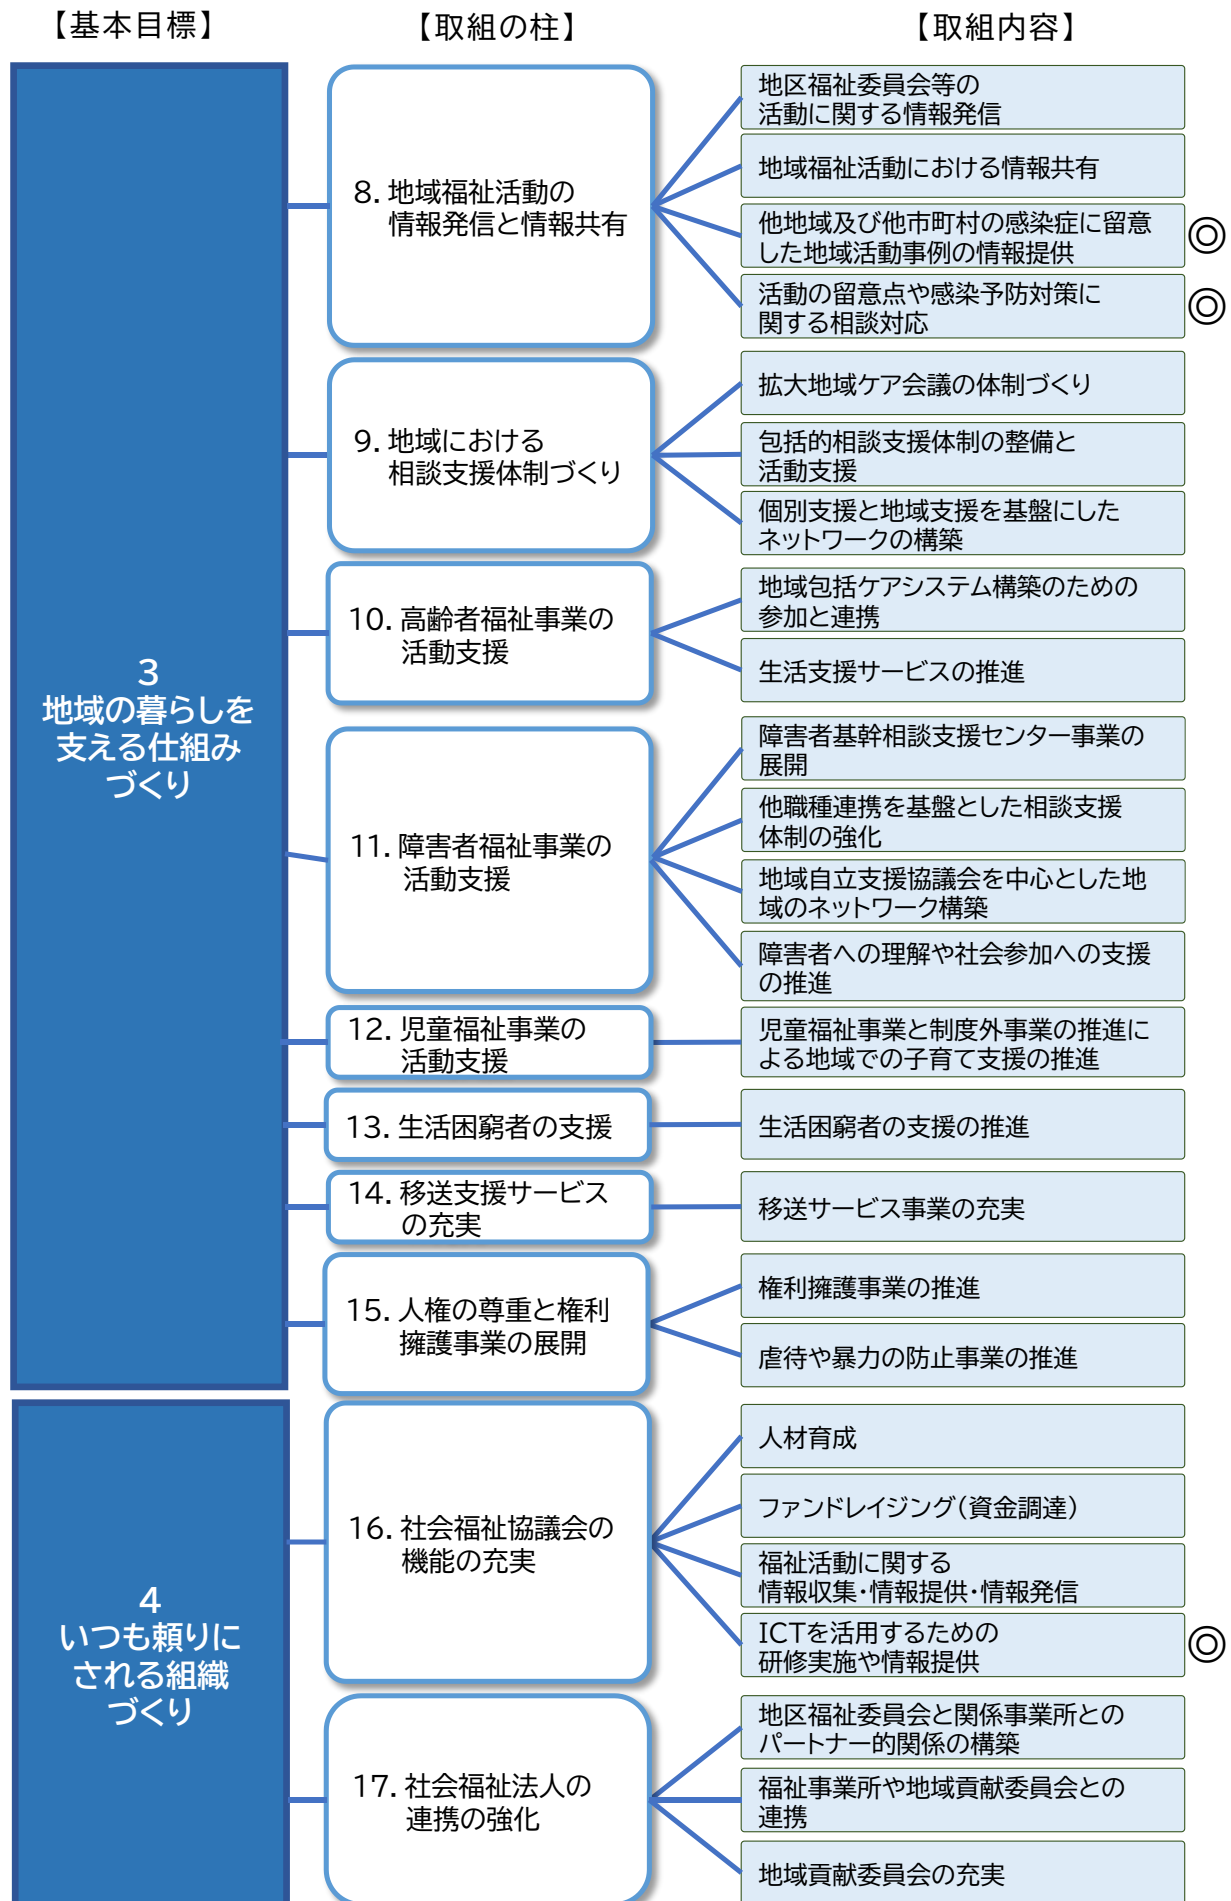 【基本目標】
【取組の柱】
【取組内容】
3
地域の暮らしを
支える仕組み
づくり
8. 地域福祉活動の
情報発信と情報共有
地区福祉委員会等の
活動に関する情報発信
地域福祉活動における情報共有
他地域及び他市町村の感染症に留意
した地域活動事例の情報提供
◎
活動の留意点や感染予防対策に
関する相談対応
◎
9. 地域における
相談支援体制づくり
拡大地域ケア会議の体制づくり
包括的相談支援体制の整備と
活動支援
個別支援と地域支援を基盤にした
ネットワークの構築
10. 高齢者福祉事業の
活動支援
地域包括ケアシステム構築のための
参加と連携
生活支援サービスの推進
11. 障害者福祉事業の
活動支援
障害者基幹相談支援センター事業の
展開
他職種連携を基盤とした相談支援
体制の強化
地域自立支援協議会を中心とした地
域のネットワーク構築
障害者への理解や社会参加への支援
の推進
12. 児童福祉事業の
活動支援
児童福祉事業と制度外事業の推進に
よる地域での子育て支援の推進
13. 生活困窮者の支援
生活困窮者の支援の推進
14. 移送支援サービス
の充実
移送サービス事業の充実
15. 人権の尊重と権利
擁護事業の展開
権利擁護事業の推進
虐待や暴力の防止事業の推進
4
いつも頼りに
される組織
づくり
16. 社会福祉協議会の
機能の充実
人材育成
ファンドレイジング(資金調達)
福祉活動に関する
情報収集・情報提供・情報発信
ICTを活用するための
研修実施や情報提供
◎
17. 社会福祉法人の
連携の強化
地区福祉委員会と関係事業所との
パートナー的関係の構築
福祉事業所や地域貢献委員会との
連携
地域貢献委員会の充実